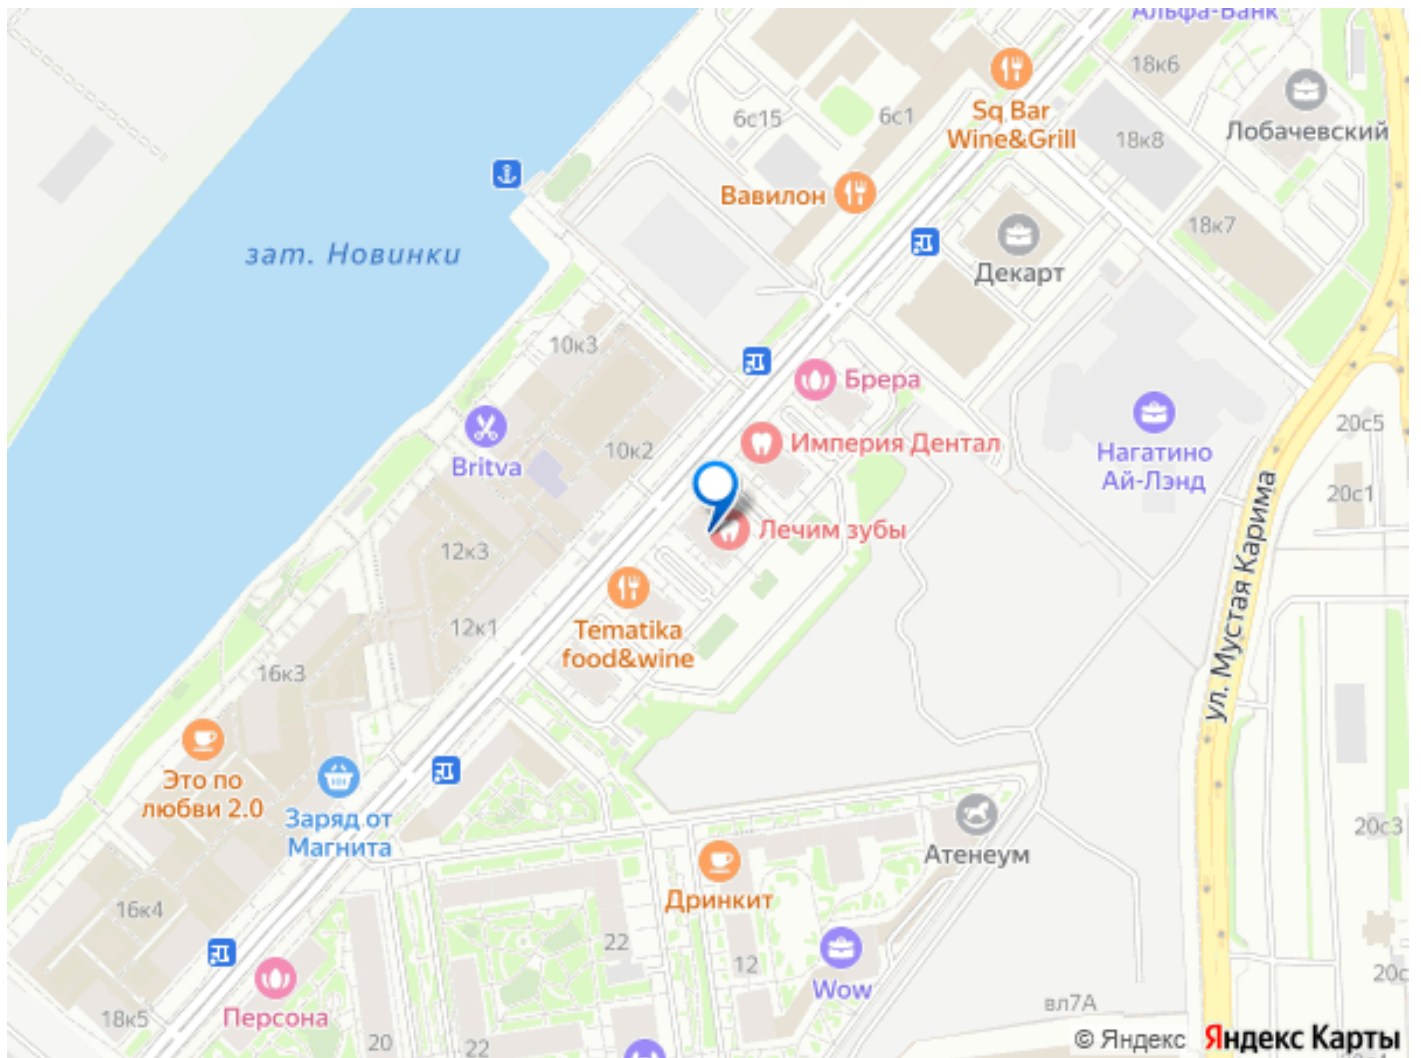 Альфа-Банк
18к6
Sq Bar
Wine&Grill
6с15
6с1
Лобачевский
18к8
Вавилон
18к7
зат. Новинки
Декарт
10к3
Брера
20с5
Britva
10к2
Империя Дентал
Нагатино
Ай-Лэнд
20с1
Лечим зубы
12к3
ул. Мустая Карима
12к1
Tematika
food&wine
16к3
Это по
любви 2.0
Заряд от
Магнита
20с3
Атенеум
Дринкит
16к4
22
12
Wow
20с
Персона
18к5
20
22
вл7А
© Яндекс
Яндекс Карты